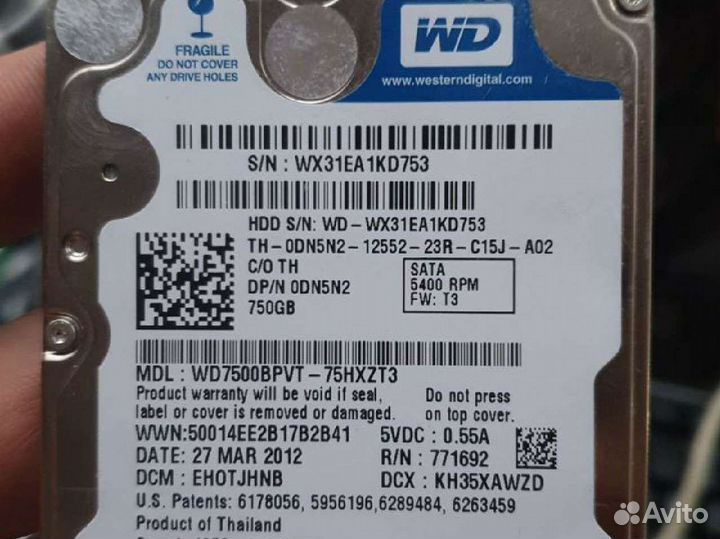 FRAGILE
DO NOT COVER
ANY DRIVE HOLES
WD
www.westerndigital.com
S/N : WX31EA1KD753
HDD S/N: WD-WX31EA1KD753
TH-0DN5N2-12552-23R-C15J-A02
C/O TH
DP/N 0DN5N2
750GB
SATA
5400 RPM
FW: T3
MDL : WD7500BPVT-75HXZT3
Product warranty will be void if seal,
label or cover is removed or damaged.
Do not press
on top cover.
WWN:50014EE2B17B2B41
5VDC : 0.55A
DATE: 27 MAR 2012
R/N : 771692
DCM : EHOTJHNB
DCX : KH35XAWZD
U.S. Patents: 6178056, 5956196,6289484, 6263459
Product of Thailand
Avito